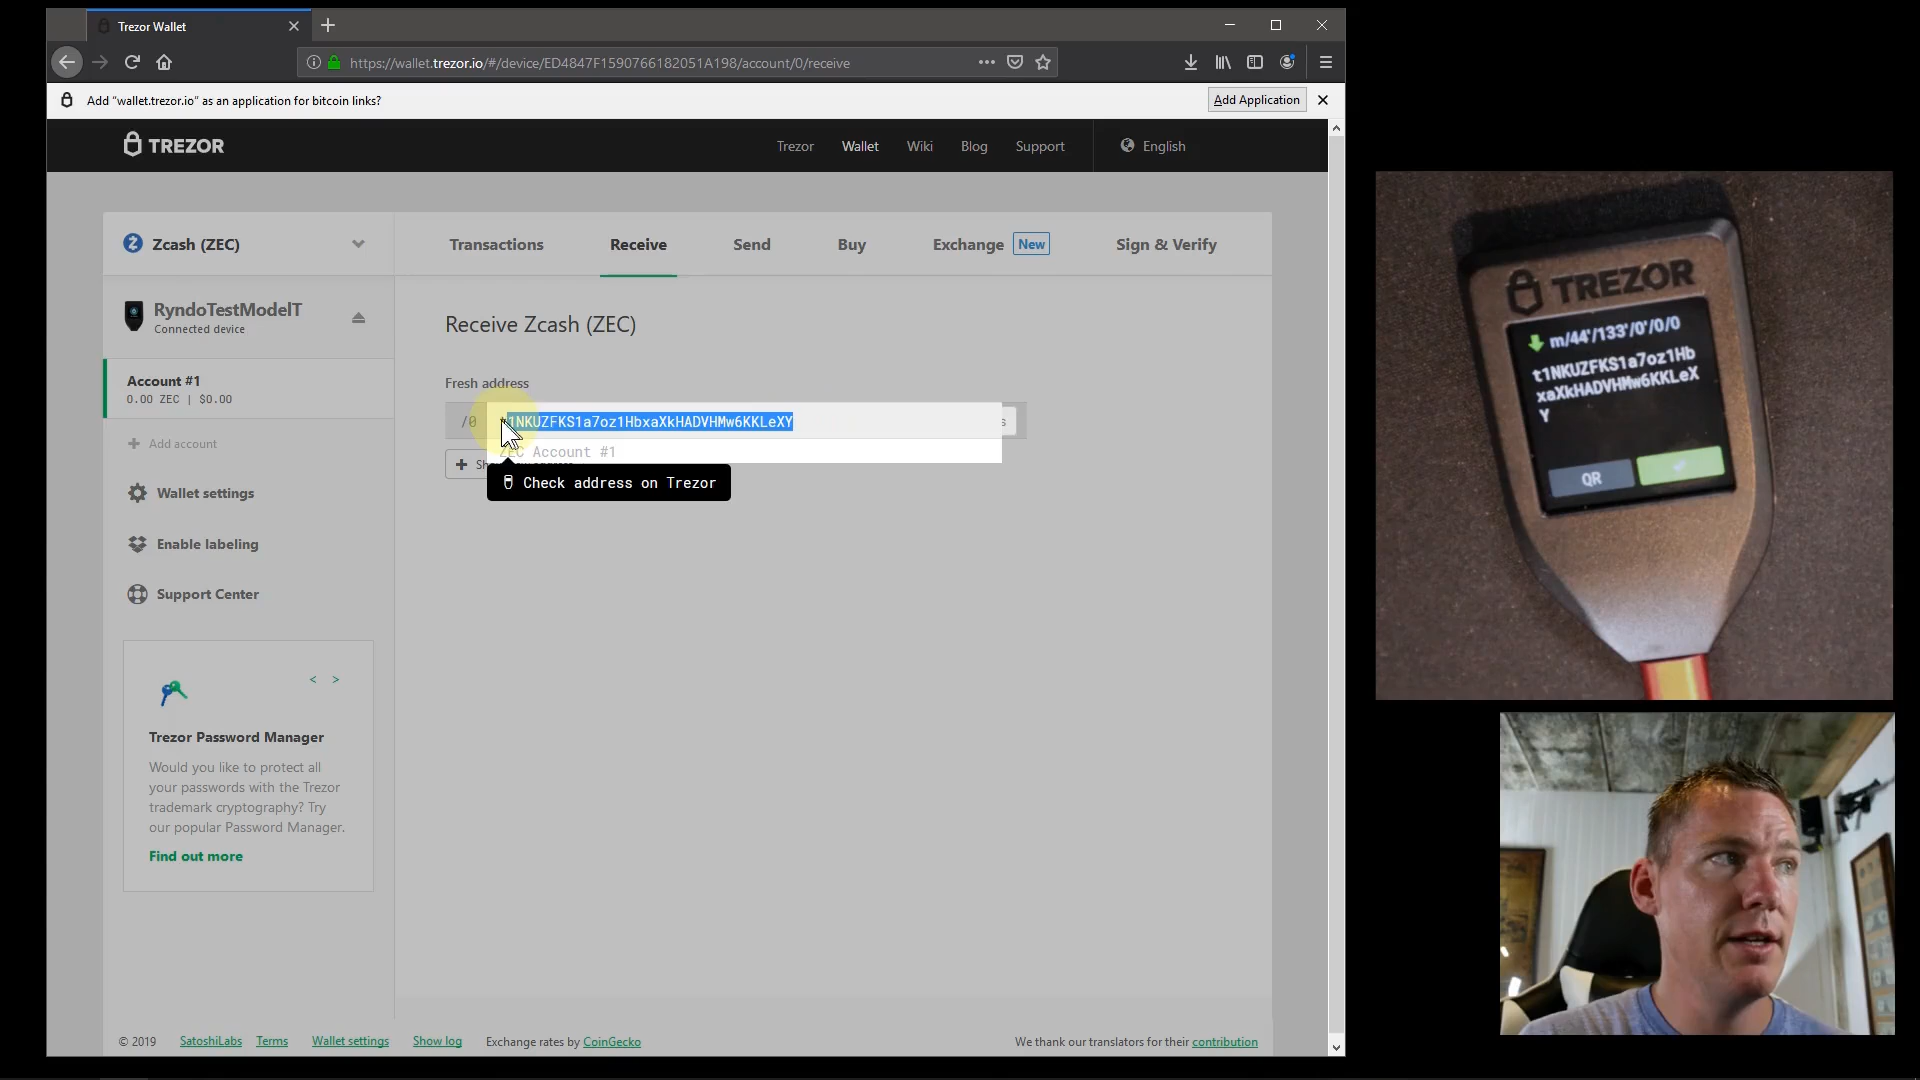 Trezor Wallet
https://wallet.trezor.io/#/device/ED4847F1590766182051A198/account/0/receive
Add "wallet.trezor.io" as an application for bitcoin links?
Add Application
TREZOR
Trezor
Wallet
Wiki
Blog
Support
English
Zcash (ZEC)
Transactions
Receive
Send
Buy
Exchange
New
Sign & Verify
RyndoTestModelT
Connected device
Account #1
0.00 ZEC | $0.00
Add account
Wallet settings
Enable labeling
Support Center
Trezor Password Manager
Would you like to protect all
your passwords with the Trezor
trademark cryptography? Try
our popular Password Manager.
Find out more
Receive Zcash (ZEC)
Fresh address
/0
t1NKUZFKS1a7oz1HbxaXkHADVHMw6KKLeXY
ZEC Account #1
Check address on Trezor
© 2019
SatoshiLabs
Terms
Wallet settings
Show log
Exchange rates by CoinGecko
We thank our translators for their contribution
TREZOR
m/44'/133'/0'/0/0
t1NKUZFKS1a7oz1Hb
xaXkHADVHMw6KKLeX
Y
QR